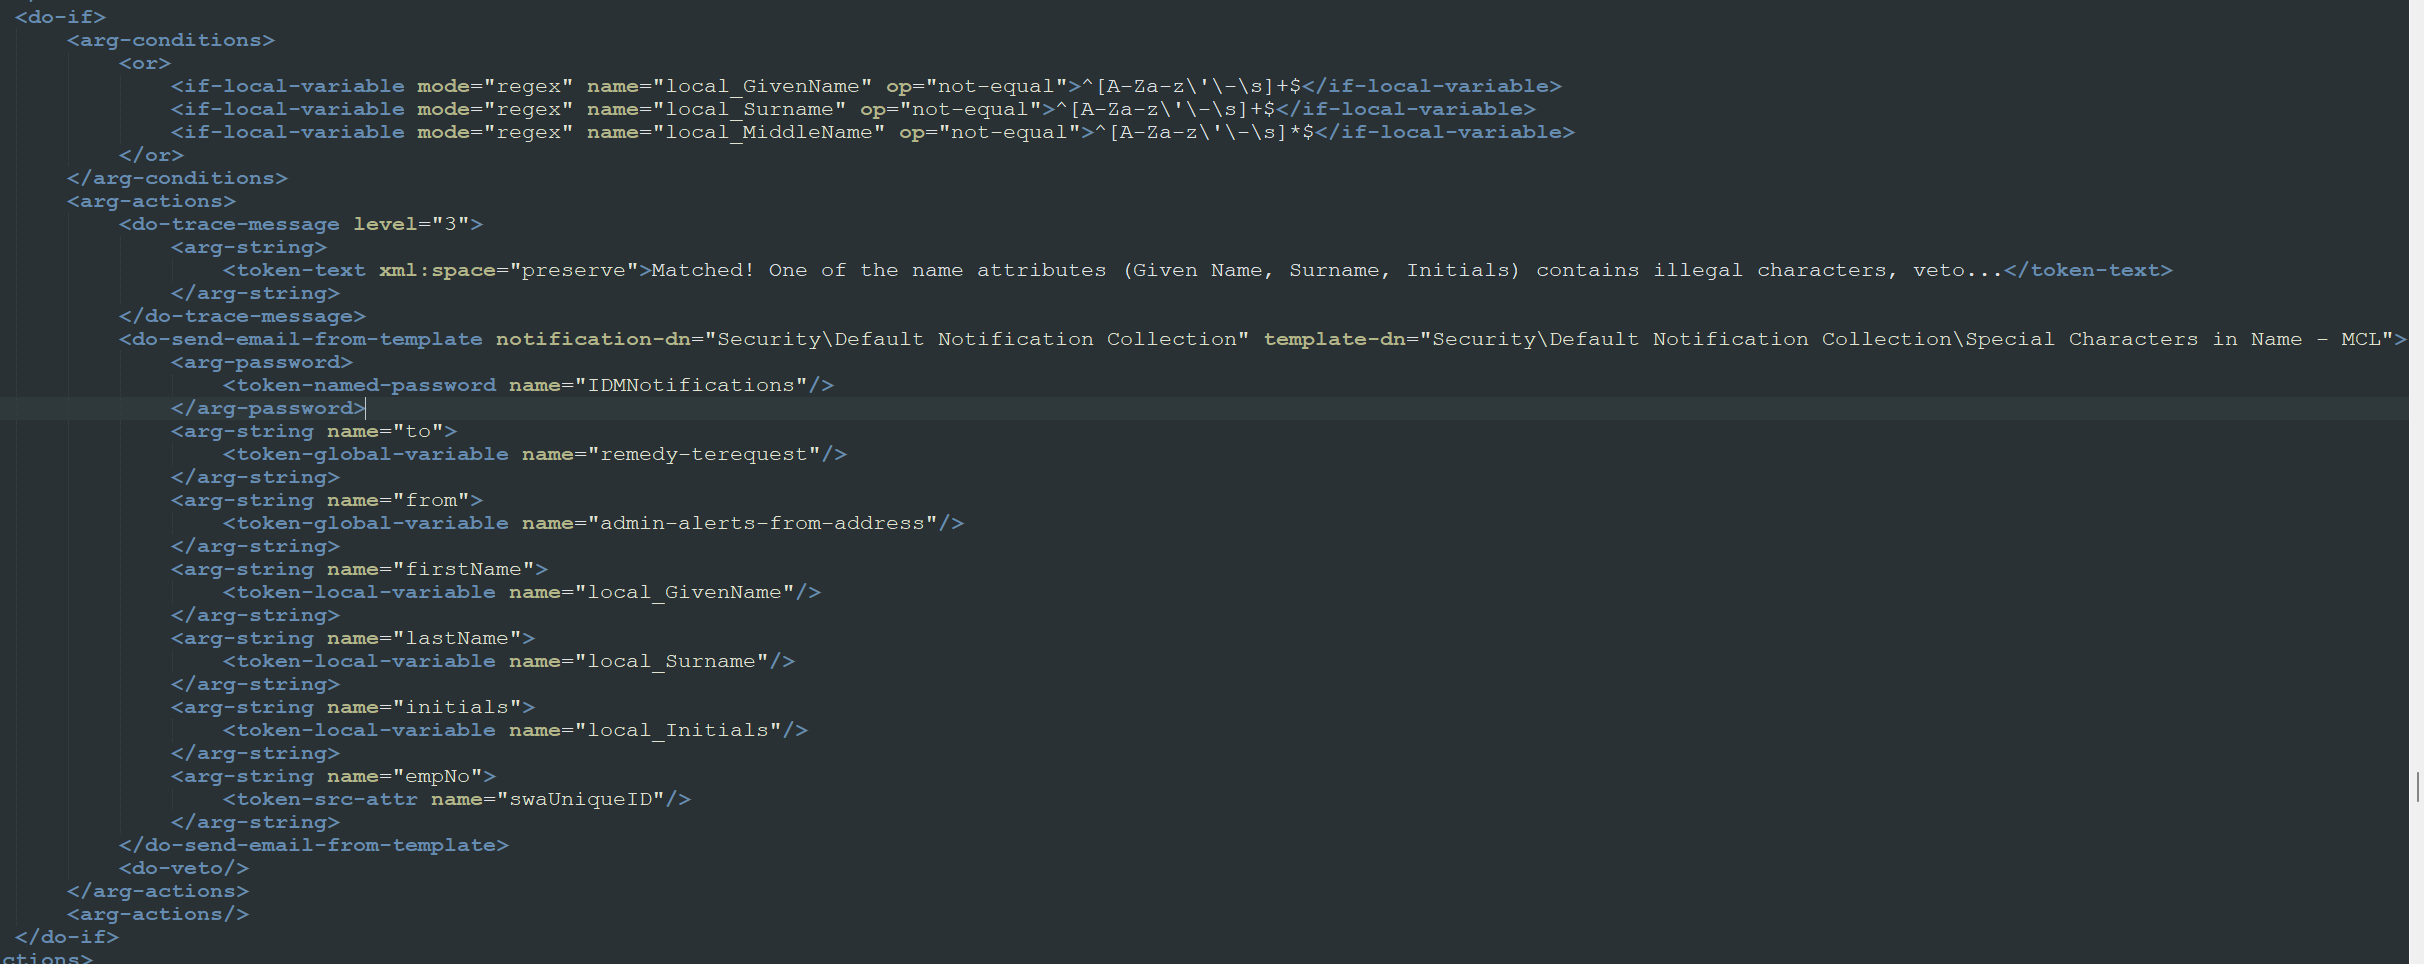 <do-if>
<arg-conditions>
<or>
<if-local-variable mode="regex" name="local_GivenName" op="not-equal">^[A-Za-z\'\-\s]+$</if-local-variable>
<if-local-variable mode="regex" name="local_Surname" op="not-equal">^[A-Za-z\'\-\s]+$</if-local-variable>
<if-local-variable mode="regex" name="local_MiddleName" op="not-equal">^[A-Za-z\'\-\s]*$</if-local-variable>
</or>
</arg-conditions>
<arg-actions>
<do-trace-message level="3">
<arg-string>
<token-text xml:space="preserve">Matched! One of the name attributes (Given Name, Surname, Initials) contains illegal characters, veto...</token-text>
</arg-string>
</do-trace-message>
<do-send-email-from-template notification-dn="Security\Default Notification Collection" template-dn="Security\Default Notification Collection\Special Characters in Name - MCL">
<arg-password>
<token-named-password name="IDMNotifications"/>
</arg-password>
<arg-string name="to">
<token-global-variable name="remedy-terequest"/>
</arg-string>
<arg-string name="from">
<token-global-variable name="admin-alerts-from-address"/>
</arg-string>
<arg-string name="firstName">
<token-local-variable name="local_GivenName"/>
</arg-string>
<arg-string name="lastName">
<token-local-variable name="local_Surname"/>
</arg-string>
<arg-string name="initials">
<token-local-variable name="local_Initials"/>
</arg-string>
<arg-string name="empNo">
<token-src-attr name="swaUniqueID"/>
</arg-string>
</do-send-email-from-template>
<do-veto/>
</arg-actions>
<arg-actions/>
</do-if>
ctions>